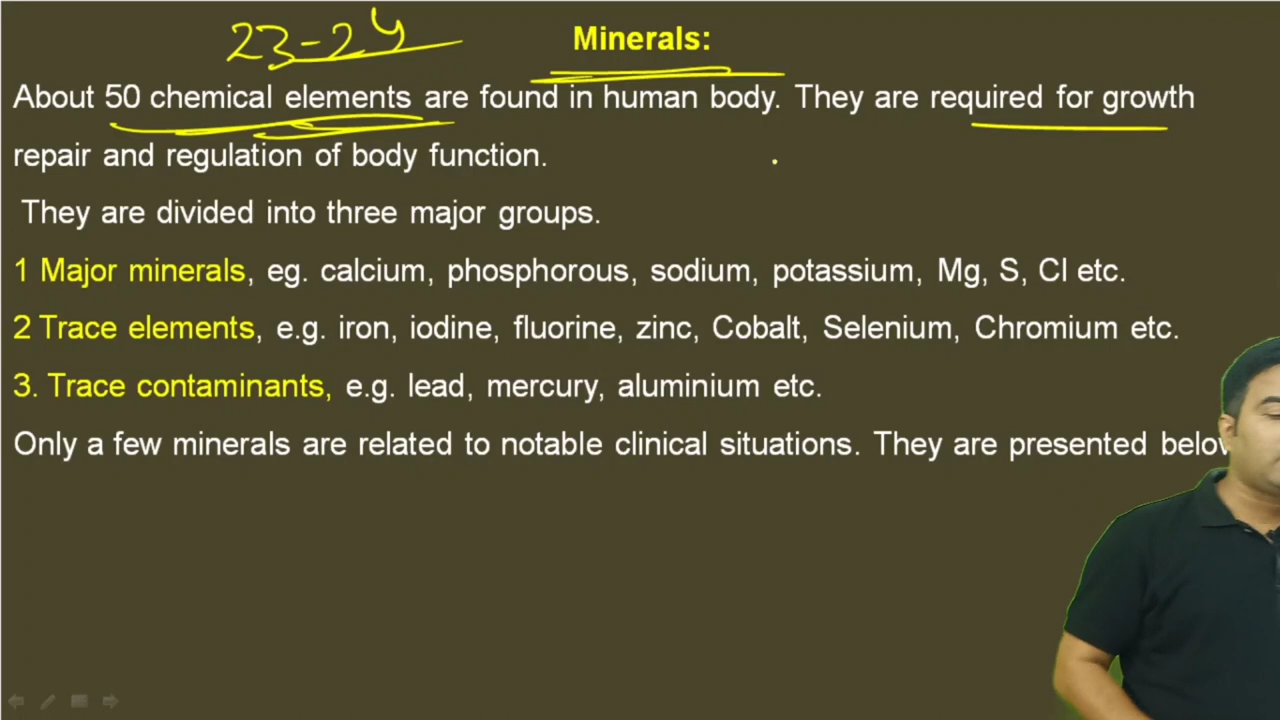 23-24
Minerals:
About 50 chemical elements are found in human body. They are required for growth
repair and regulation of body function.
They are divided into three major groups.
1 Major minerals, eg. calcium, phosphorous, sodium, potassium, Mg, S, Cl etc.
2 Trace elements, e.g. iron, iodine, fluorine, zinc, Cobalt, Selenium, Chromium etc.
3. Trace contaminants, e.g. lead, mercury, aluminium etc.
Only a few minerals are related to notable clinical situations. They are presented